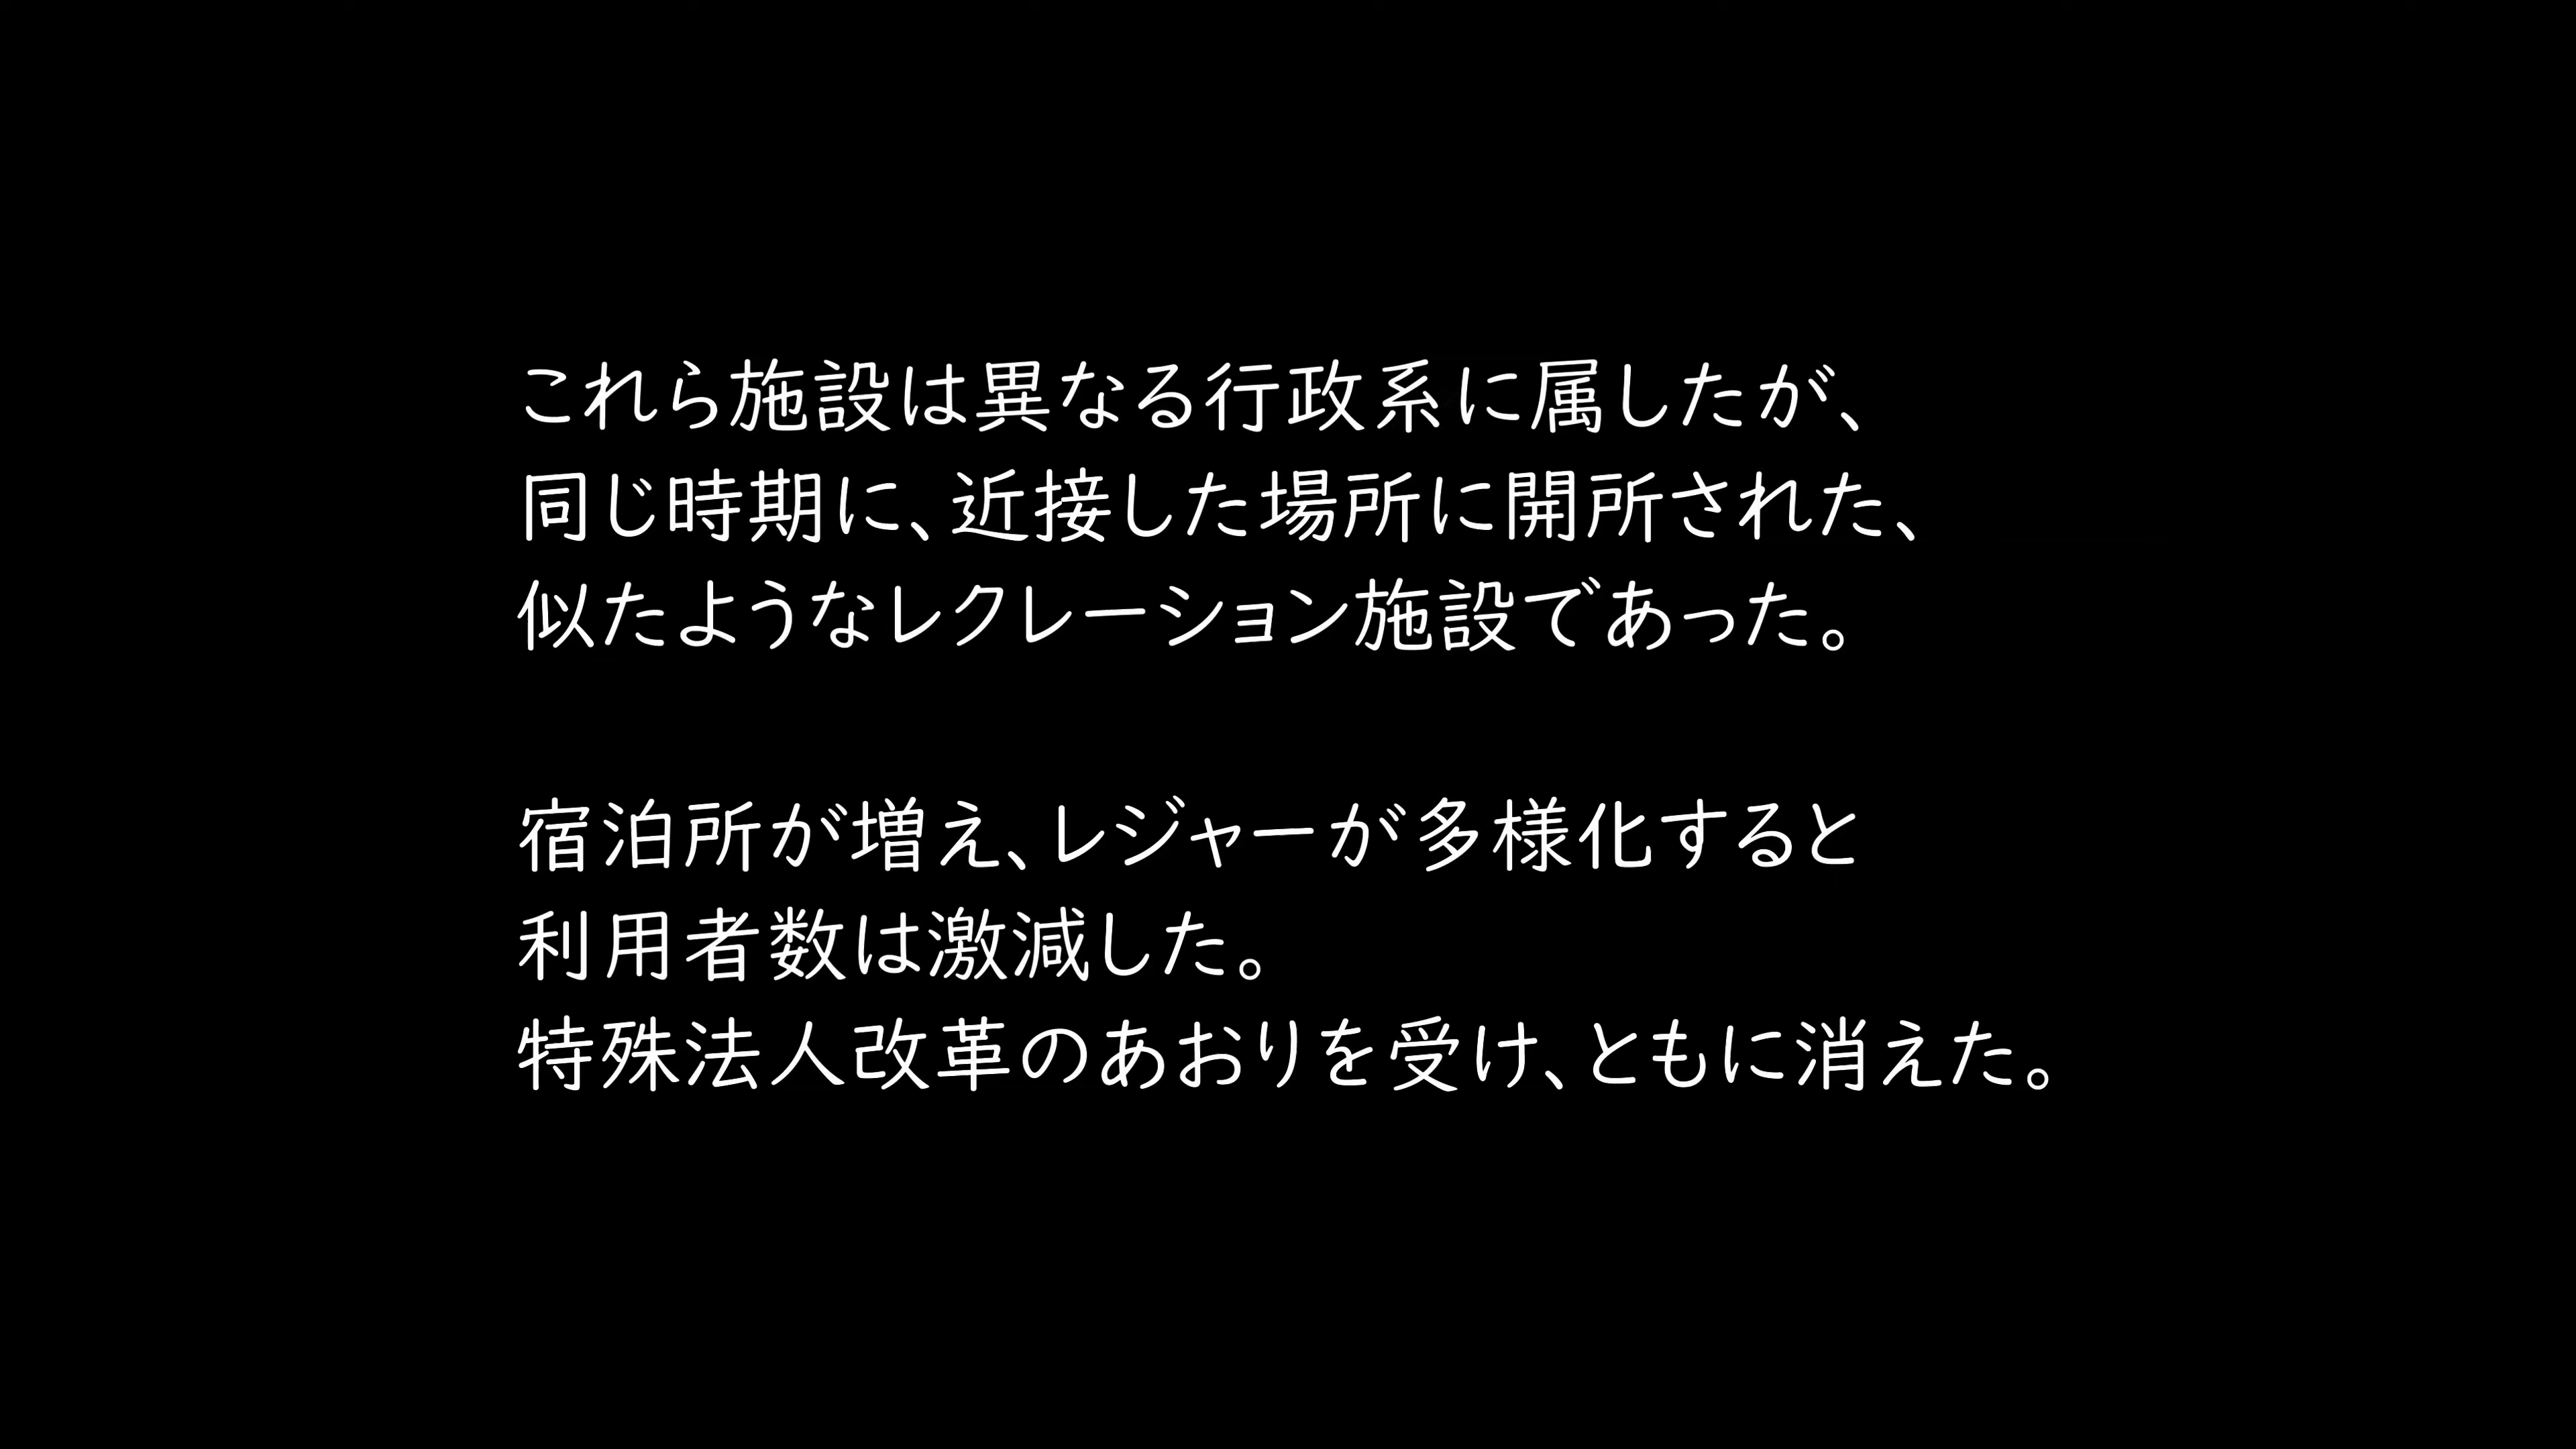 これら施設は異なる行政系に属したが、
同じ時期に、近接した場所に開所された、
似たようなレクレーション施設であった。
宿泊所が増え、レジャーが多様化すると
利用者数は激減した。
特殊法人改革のあおりを受け、ともに消えた。